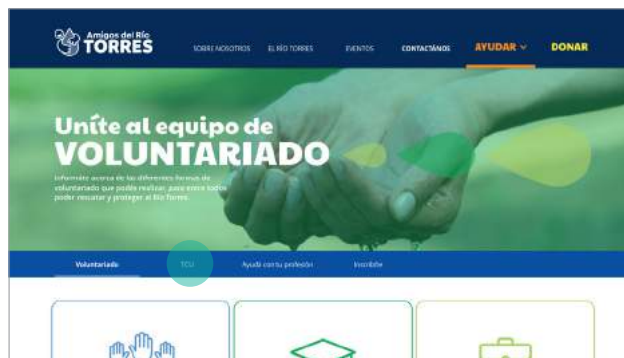 Amigos del Río
TORRES
SOBRE NOSOTROS
EL RÍO TORRES
EVENTOS
CONTACTÁNOS
AYUDAR
DONAR
Uníte al equipo de
VOLUNTARIADO
Informáte acerca de las diferentes formas de
voluntariado que podés realizar, para entre todos
poder rescatar y proteger al Río Torres.
Voluntariado
TCU
Ayudá con tu profesión
Inscribite